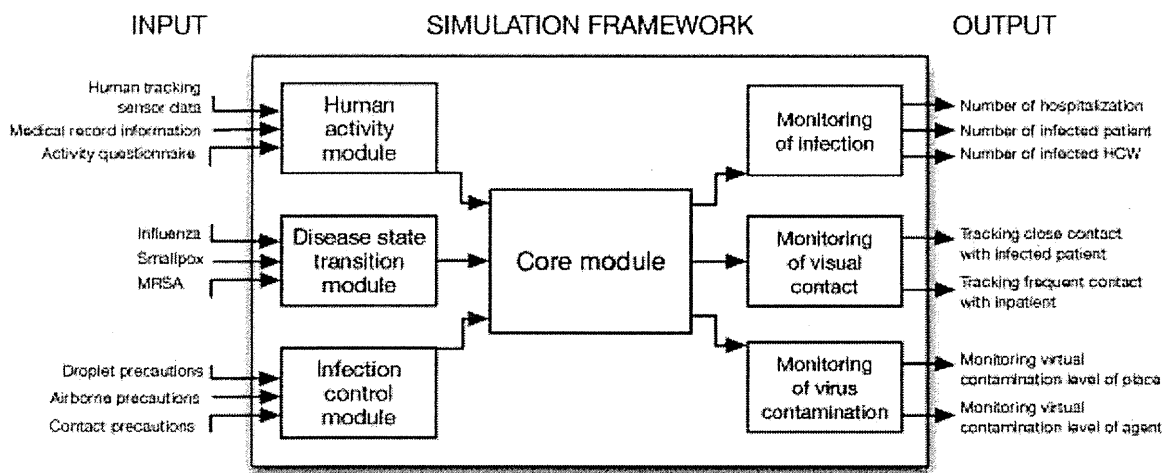 INPUT
SIMULATION FRAMEWORK
OUTPUT
Human tracking
sensor data
Medical record information
Activity questionnaire
Human
activity
module
Influenza
Smallpox
MRSA
Disease state
transition module
Droplet precautions
Airborne precautions
Contact precautions
Infection
control
module
Core module
Monitoring
of infection
Number of hospitalization
Number of infected patient
Number of infected HCW
Monitoring
of visual
contact
Tracking close contact
with infected patient
Tracking frequent contact
with inpatient
Monitoring
of virus
contamination
Monitoring virtual
contamination level of place
Monitoring virtual
contamination level of agent